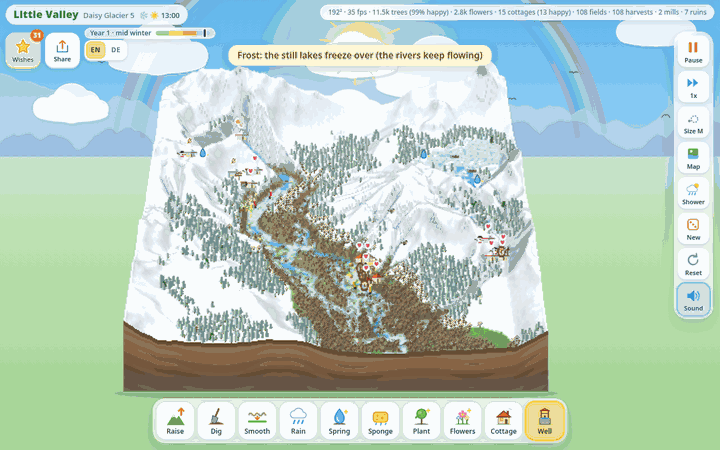 Little Valley Daisy Glacier 5 13:00
192² · 35 fps · 11.5k trees (99% happy) · 2.8k flowers · 15 cottages (13 happy) · 108 fields · 108 harvests · 2 mills · 7 ruins
Year 1 · mid winter
31
Wishes
Share
EN DE
Frost: the still lakes freeze over (the rivers keep flowing)
Pause
1x
Size M
Map
Shower
New
Reset
Sound
Raise Dig Smooth Rain Spring Sponge Plant Flowers Cottage Well